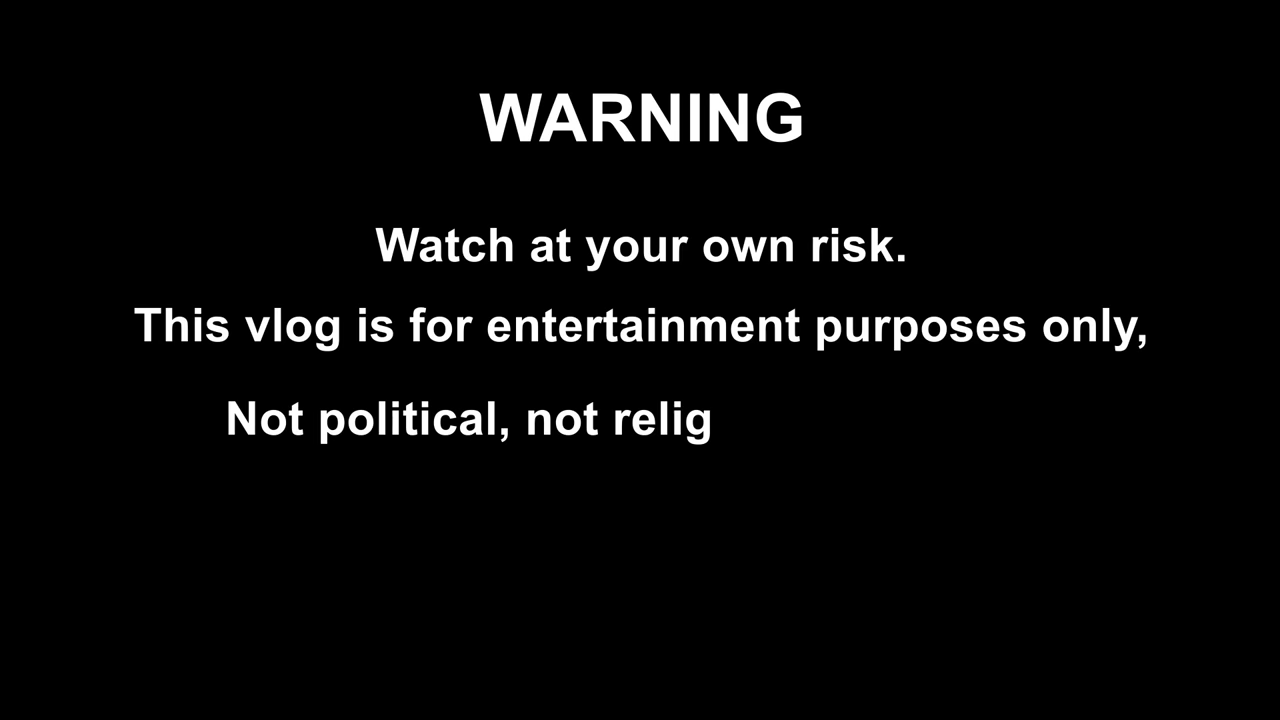 WARNING
Watch at your own risk.
This vlog is for entertainment purposes only,
Not political, not relig